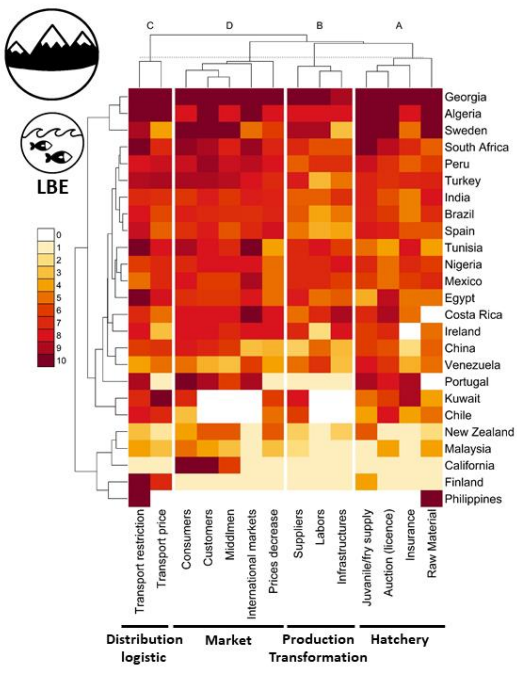 C D B A
LBE
0
1
2
3
4
5
6
7
8
9
10
Georgia
Algeria
Sweden
South Africa
Peru
Turkey
India
Brazil
Spain
Tunisia
Nigeria
Mexico
Egypt
Costa Rica
Ireland
China
Venezuela
Portugal
Kuwait
Chile
New Zealand
Malaysia
California
Finland
Philippines
Transport restriction
Transport price
Consumers
Customers
Middlmen
International markets
Prices decrease
Suppliers
Labors
Infrastructures
Juvanile/fry supply
Auction (licence)
Insurance
Raw Material
Distribution
logistic
Market
Production
Transformation
Hatchery